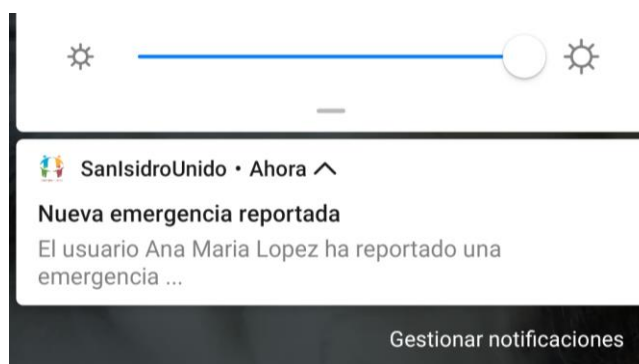 SanIsidroUnido • Ahora
Nueva emergencia reportada
El usuario Ana Maria Lopez ha reportado una
emergencia ...
Gestionar notificaciones